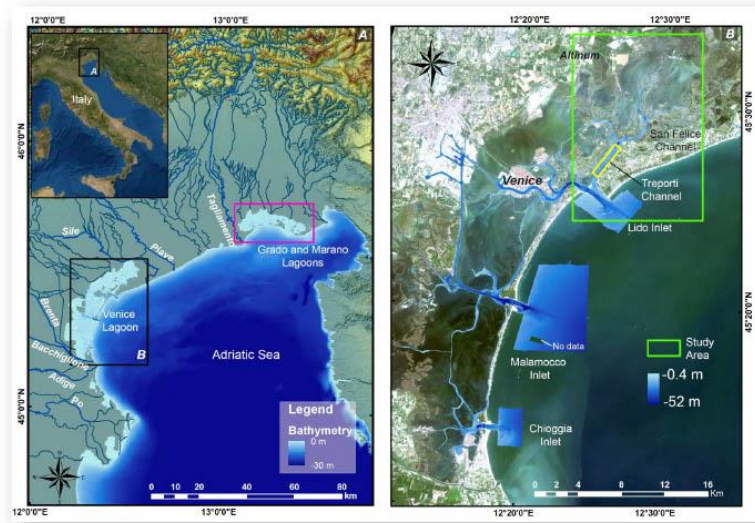 12°0'0"E
13°0'0"E
A
A
Italy
46°0'0"N
Tagliamento
Sile
Piave
Grado and Marano
Lagoons
Venice
Lagoon
Brenta
B
Bacchiglione
Adriatic Sea
Adige
Po
45°0'0"N
Legend
Bathymetry
0 m
-30 m
0 5 10 20 40 60 80
Km
12°0'0"E
13°0'0"E
12°20'0"E
12°30'0"E
B
Altinum
45°30'0"N
San Felice
Channel
Venice
Treporti
Channel
Lido Inlet
45°20'0"N
No data
Malamocco
Inlet
Study
Area
-0.4 m
-52 m
Chioggia
Inlet
0 2 4 8 12 16
Km
12°20'0"E
12°30'0"E